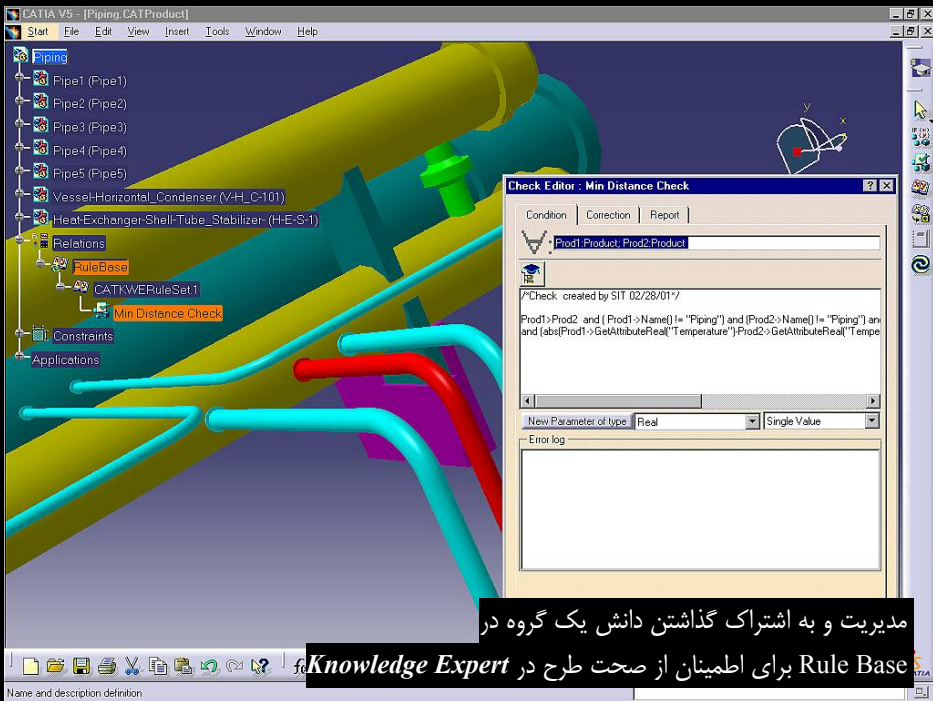 CATIA V5 - [Piping.CATProduct]
Start File Edit View Insert Tools Window Help
Piping
Pipe1 (Pipe1)
Pipe2 (Pipe2)
Pipe3 (Pipe3)
Pipe4 (Pipe4)
Pipe5 (Pipe5)
Vessel-Horizontal_Condenser (V-H_C-101)
Heat-Exchanger-Shell-Tube_Stabilizer- (H-E-S-1)
Relations
RuleBase
CATKWERuleSet.1
Min Distance Check
Constraints
Applications
y
x
Check Editor : Min Distance Check
Condition Correction Report
Prod1:Product; Prod2:Product
/*Check created by SIT 02/28/01*/
Prod1>Prod2 and ( Prod1->Name() != "Piping") and (Prod2->Name() != "Piping") an
and (abs(Prod1->GetAttributeReal("Temperature")-Prod2->GetAttributeReal("Tempe
New Parameter of type Real Single Value
Error log
مدیریت و به اشتراک گذاشتن دانش یک گروه در
Rule Base برای اطمینان از صحت طرح در Knowledge Expert
Name and description definition